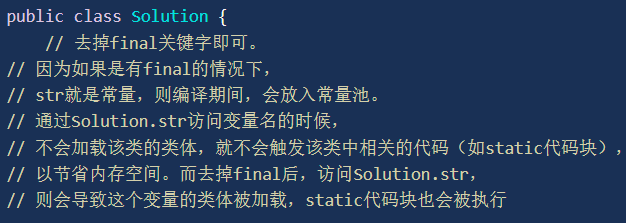 public class Solution {
// 去掉final关键字即可。
// 因为如果是有final的情况下,
// str就是常量，则编译期间，会放入常量池。
// 通过Solution.str访问变量名的时候，
// 不会加载该类的类体，就不会触发该类中相关的代码（如static代码块），
// 以节省内存空间。而去掉final后，访问Solution.str，
// 则会导致这个变量的类体被加载，static代码块也会被执行